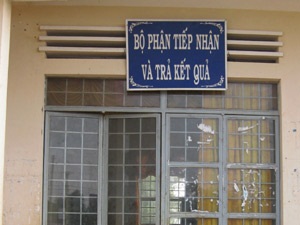 BỘ PHẬN TIẾP NHẬN
VÀ TRẢ KẾT QUẢ